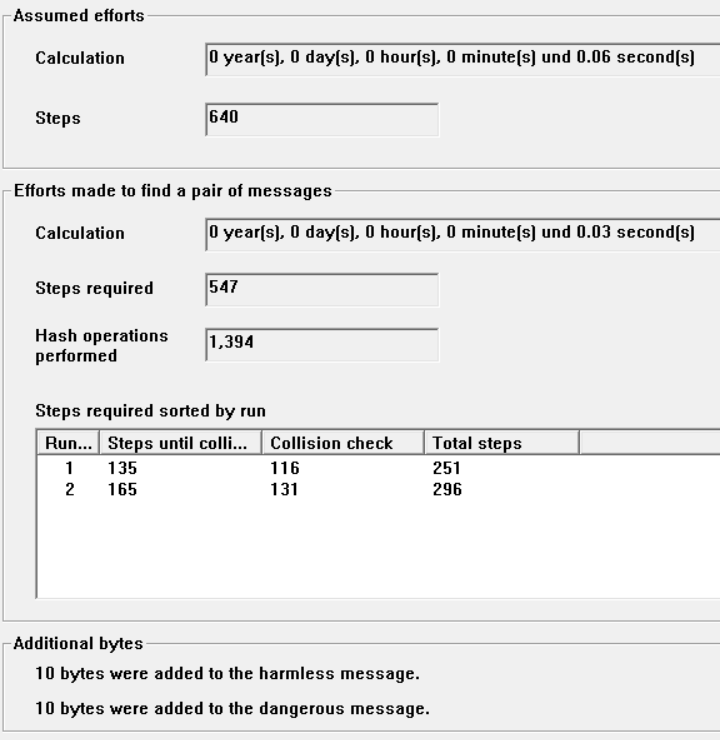 Assumed efforts
Calculation 0 year(s), 0 day(s), 0 hour(s), 0 minute(s) und 0.06 second(s)
Steps 640
Efforts made to find a pair of messages
Calculation 0 year(s), 0 day(s), 0 hour(s), 0 minute(s) und 0.03 second(s)
Steps required 547
Hash operations
performed 1,394
Steps required sorted by run
Run... Steps until colli... Collision check Total steps
1 135 116 251
2 165 131 296
Additional bytes
10 bytes were added to the harmless message.
10 bytes were added to the dangerous message.